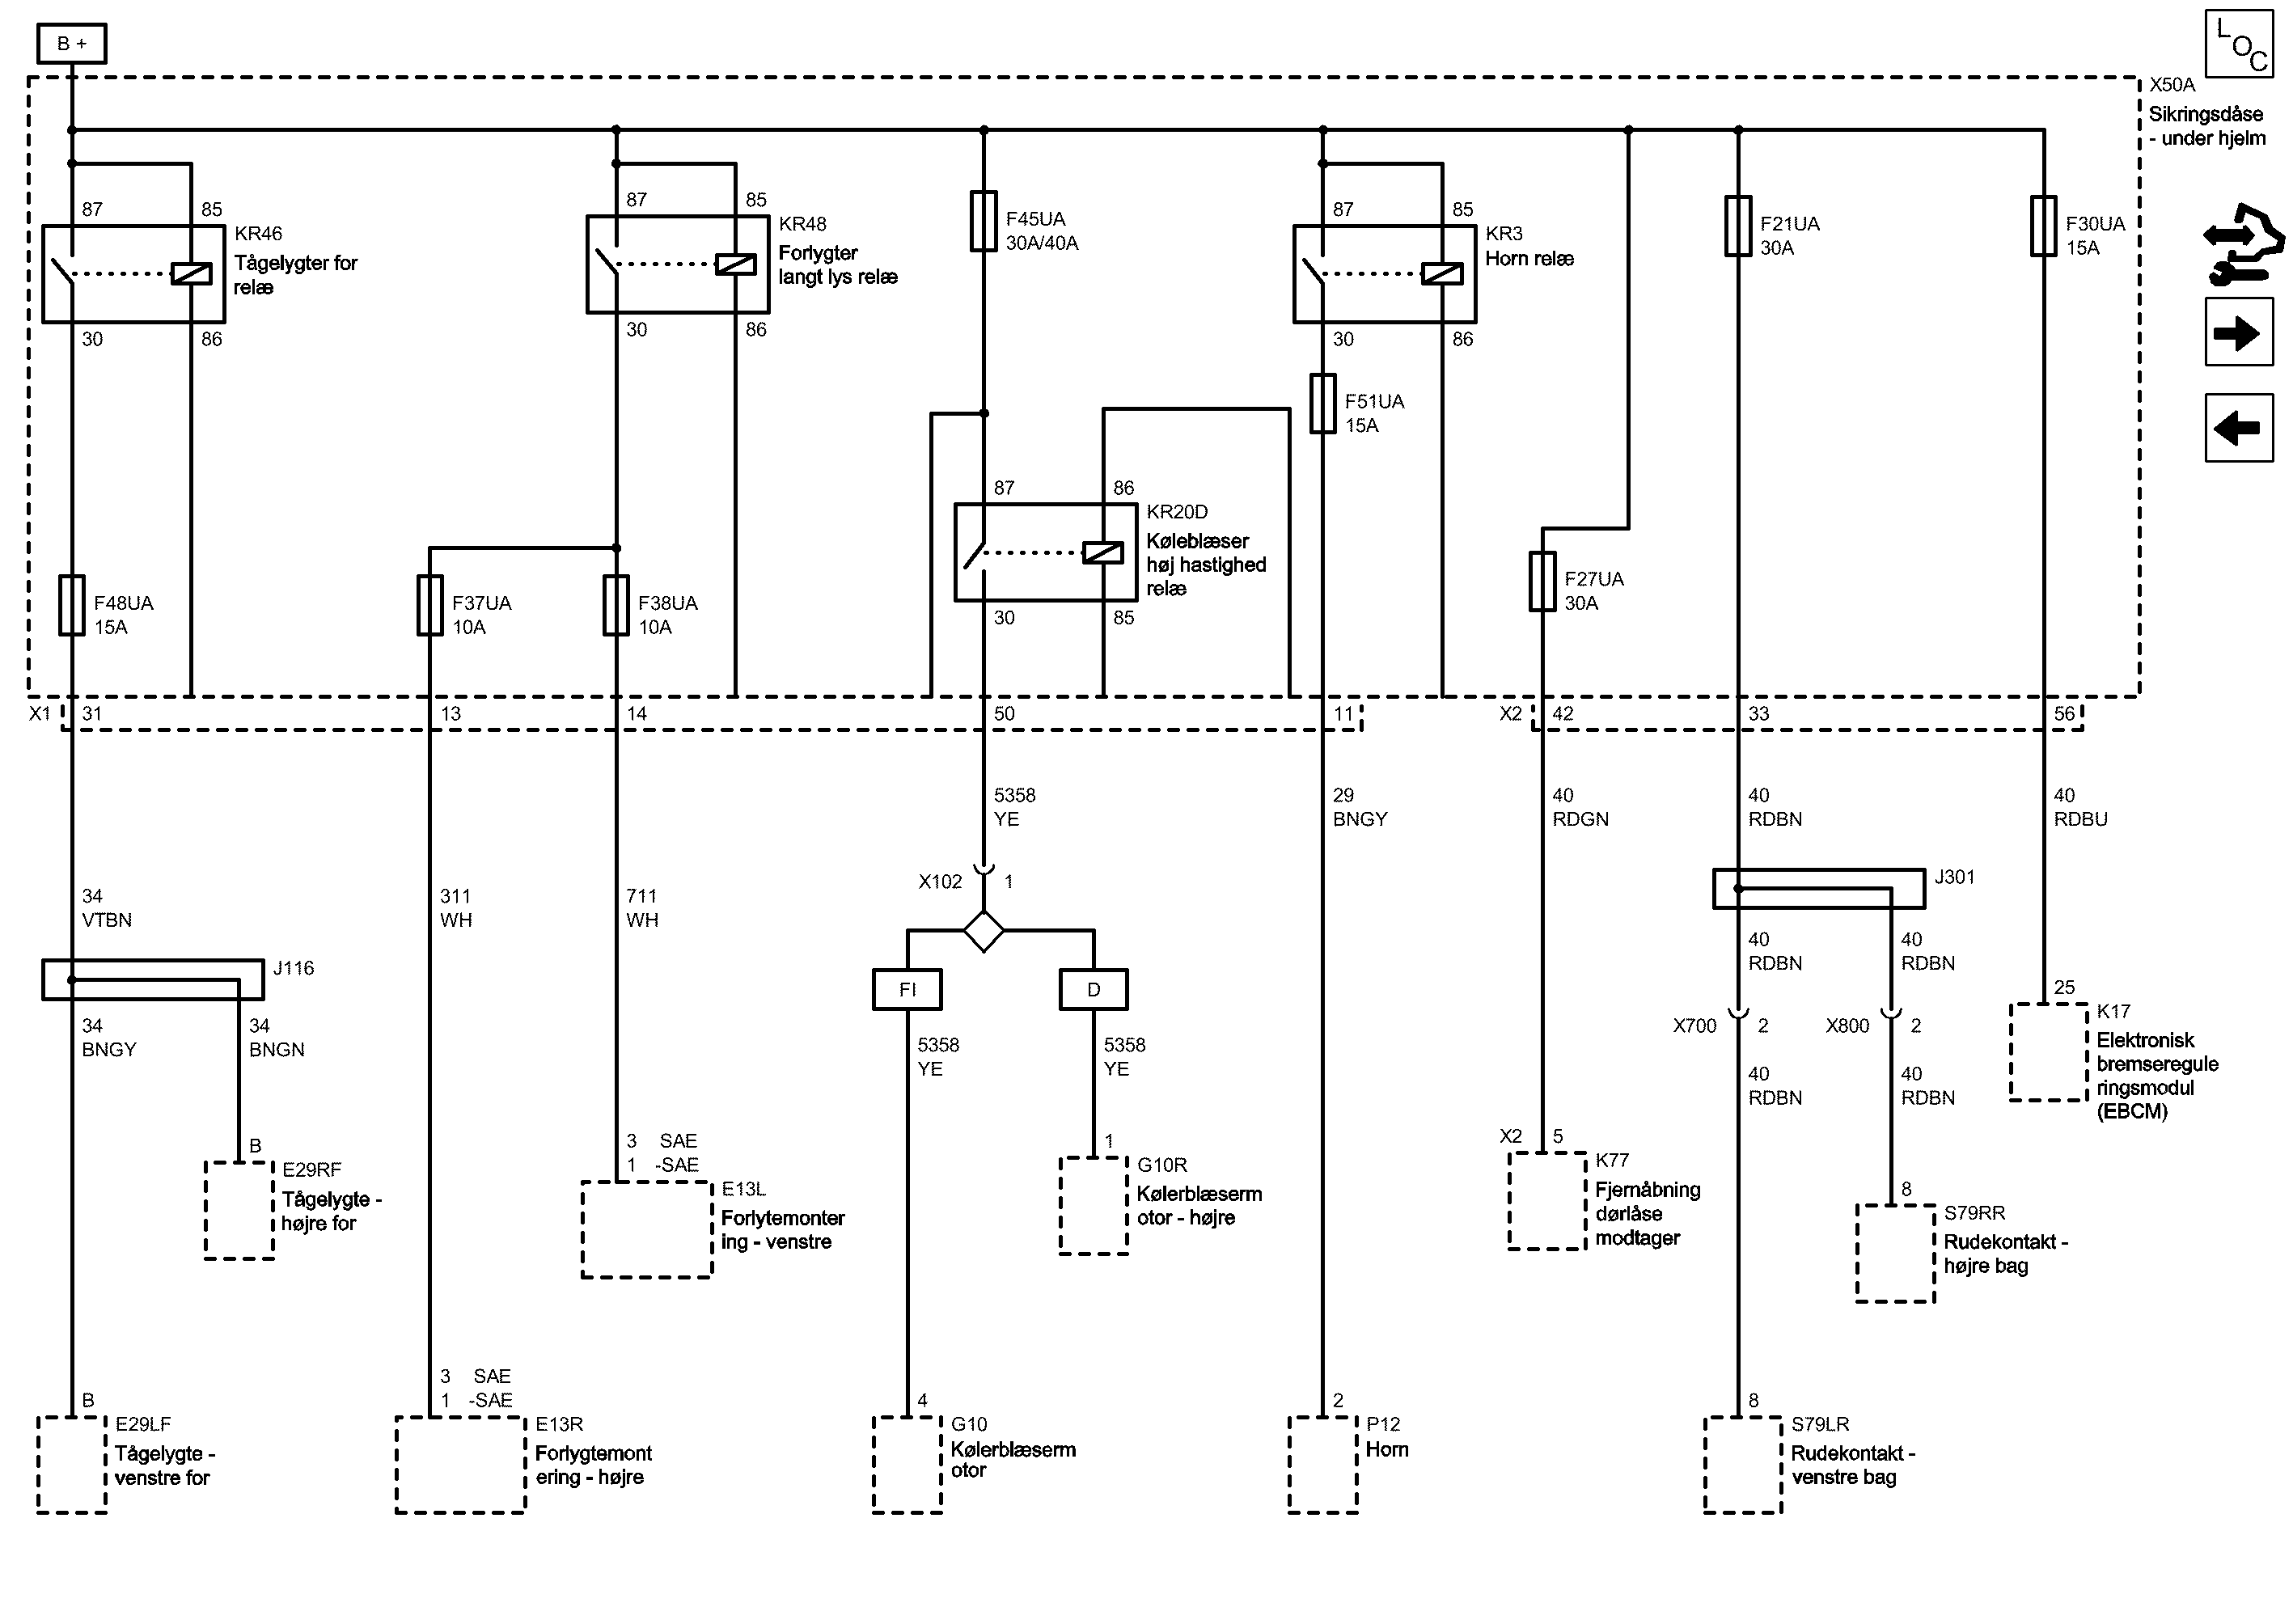 B +
L
O
C
X50A
Sikringsdåse
- under hjelm
87
85
KR46
Tågelygter for
relæ
30
86
87
85
KR48
Forlygter
langt lys relæ
30
86
F45UA
30A/40A
87
85
KR3
Horn relæ
30
86
F51UA
15A
F21UA
30A
F30UA
15A
87
86
KR20D
Køleblæser
høj hastighed
relæ
30
85
F48UA
15A
F37UA
10A
F38UA
10A
F27UA
30A
X1
31
13
14
50
11
X2
42
33
56
5358
YE
29
BNGY
40
RDGN
40
RDBN
40
RDBU
34
VTBN
311
WH
711
WH
X102
1
J301
J116
34
BNGY
34
BNGN
FI
D
5358
YE
5358
YE
40
RDBN
40
RDBN
X700
2
X800
2
40
RDBN
40
RDBN
25
K17
Elektronisk
bremseregule
ringsmodul
(EBCM)
B
E29RF
Tågelygte -
højre for
3 SAE
1 -SAE
E13L
Forlytemonter
ing - venstre
1
G10R
Kølerblæserm
otor - højre
X2
5
K77
Fjernåbning
dørlåse
modtager
8
S79RR
Rudekontakt -
højre bag
B
E29LF
Tågelygte -
venstre for
3 SAE
1 -SAE
E13R
Forlygtemont
ering - højre
4
G10
Kølerblæserm
otor
2
P12
Horn
8
S79LR
Rudekontakt -
venstre bag